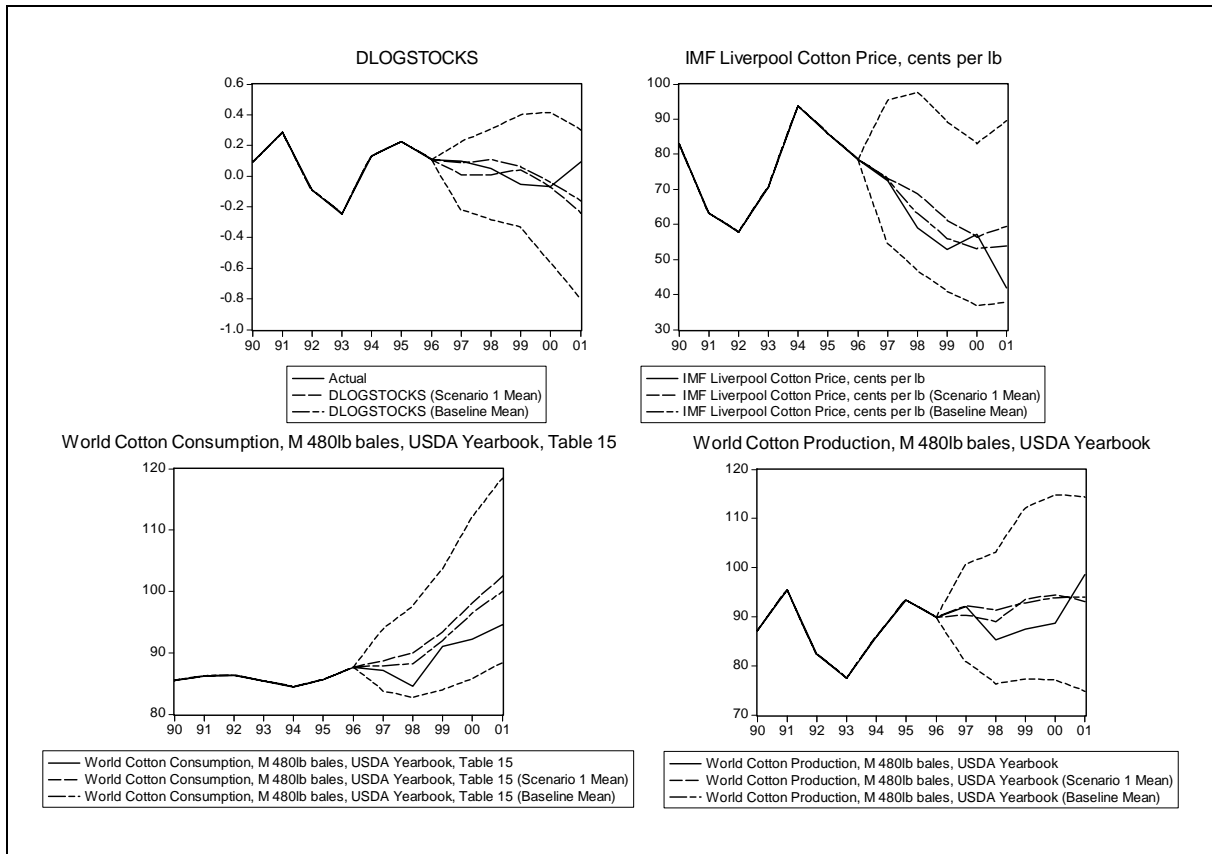 DLOGSTOCKS
0.6
0.4
0.2
0.0
-0.2
-0.4
-0.6
-0.8
-1.0
90 91 92 93 94 95 96 97 98 99 00 01
Actual
DLOGSTOCKS (Scenario 1 Mean)
DLOGSTOCKS (Baseline Mean)
IMF Liverpool Cotton Price, cents per lb
100
90
80
70
60
50
40
30
90 91 92 93 94 95 96 97 98 99 00 01
IMF Liverpool Cotton Price, cents per lb
IMF Liverpool Cotton Price, cents per lb (Scenario 1 Mean)
IMF Liverpool Cotton Price, cents per lb (Baseline Mean)
World Cotton Consumption, M 480lb bales, USDA Yearbook, Table 15
120
110
100
90
80
90 91 92 93 94 95 96 97 98 99 00 01
World Cotton Consumption, M 480lb bales, USDA Yearbook, Table 15
World Cotton Consumption, M 480lb bales, USDA Yearbook, Table 15 (Scenario 1 Mean)
World Cotton Consumption, M 480lb bales, USDA Yearbook, Table 15 (Baseline Mean)
World Cotton Production, M 480lb bales, USDA Yearbook
120
110
100
90
80
70
90 91 92 93 94 95 96 97 98 99 00 01
World Cotton Production, M 480lb bales, USDA Yearbook
World Cotton Production, M 480lb bales, USDA Yearbook (Scenario 1 Mean)
World Cotton Production, M 480lb bales, USDA Yearbook (Baseline Mean)